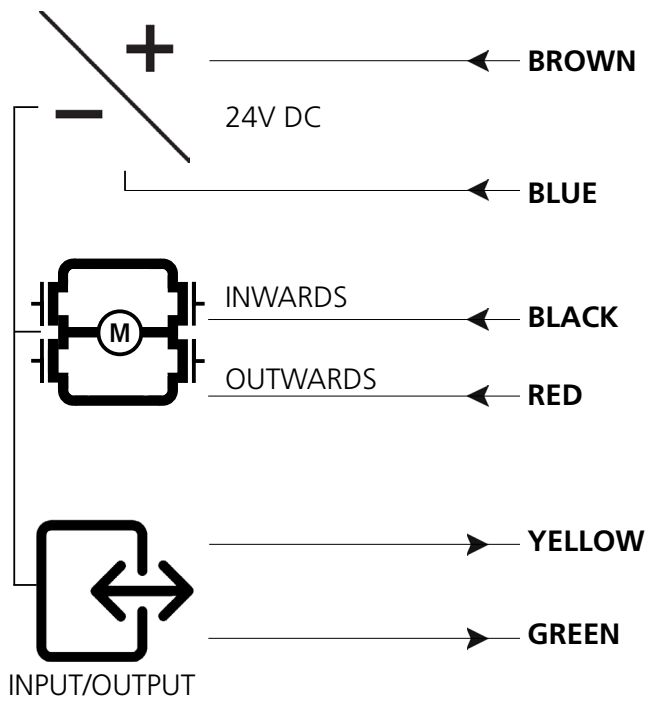 BROWN
24V DC
BLUE
INWARDS
BLACK
M
OUTWARDS
RED
YELLOW
GREEN
INPUT/OUTPUT